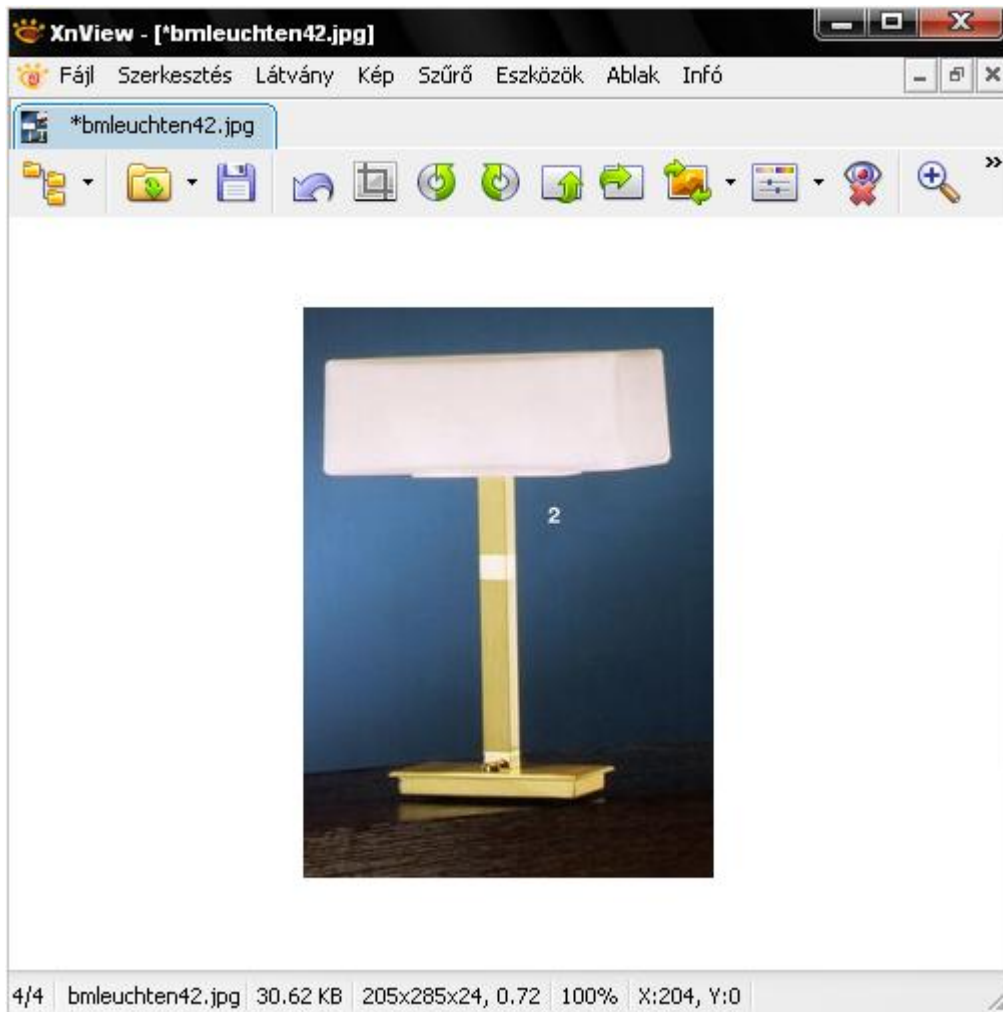 XnView - [*bmleuchten42.jpg]
Fájl Szerkesztés Látvány Kép Szűrő Eszközök Ablak Infó
*bmleuchten42.jpg
2
4/4 bmleuchten42.jpg 30.62 KB 205x285x24, 0.72 100% X:204, Y:0